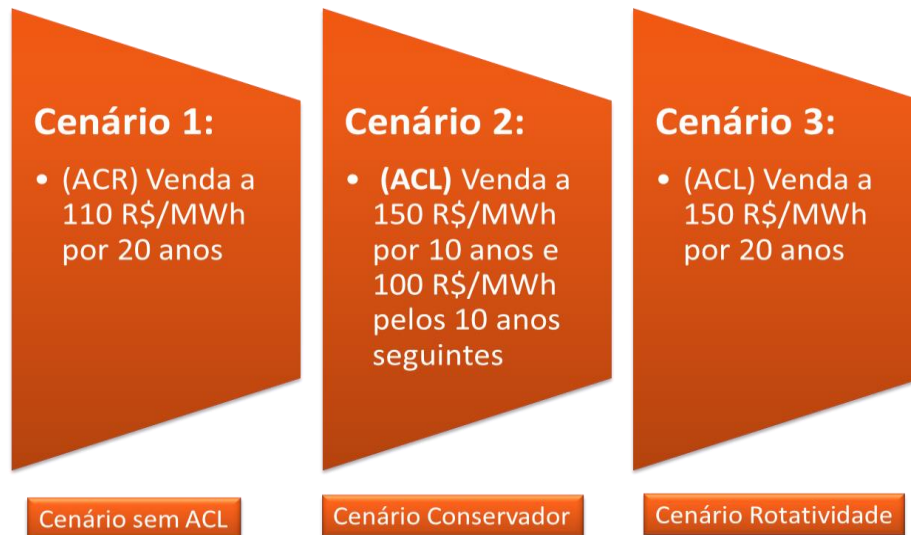 Cenário 1:
• (ACR) Venda a
110 R$/MWh
por 20 anos
Cenário sem ACL
Cenário 2:
• (ACL) Venda a
150 R$/MWh
por 10 anos e
100 R$/MWh
pelos 10 anos
seguintes
Cenário Conservador
Cenário 3:
• (ACL) Venda a
150 R$/MWh
por 20 anos
Cenário Rotatividade